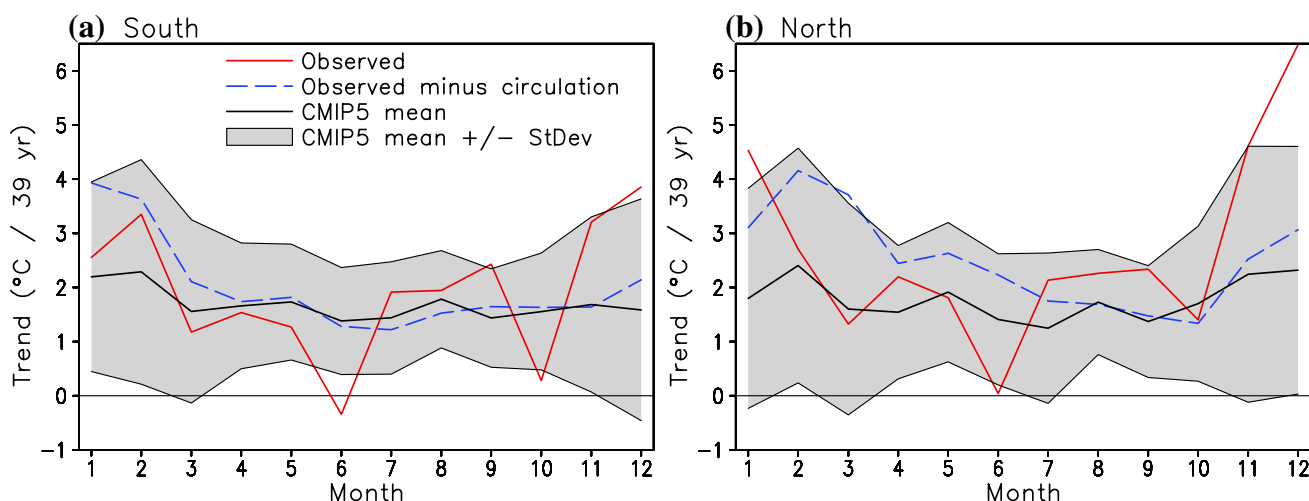 (a) South
Trend (°C / 39 yr)
6
5
4
3
2
1
0
−1
Observed
Observed minus circulation
CMIP5 mean
CMIP5 mean +/− StDev
1 2 3 4 5 6 7 8 9 10 11 12
Month
(b) North
Trend (°C / 39 yr)
6
5
4
3
2
1
0
−1
1 2 3 4 5 6 7 8 9 10 11 12
Month